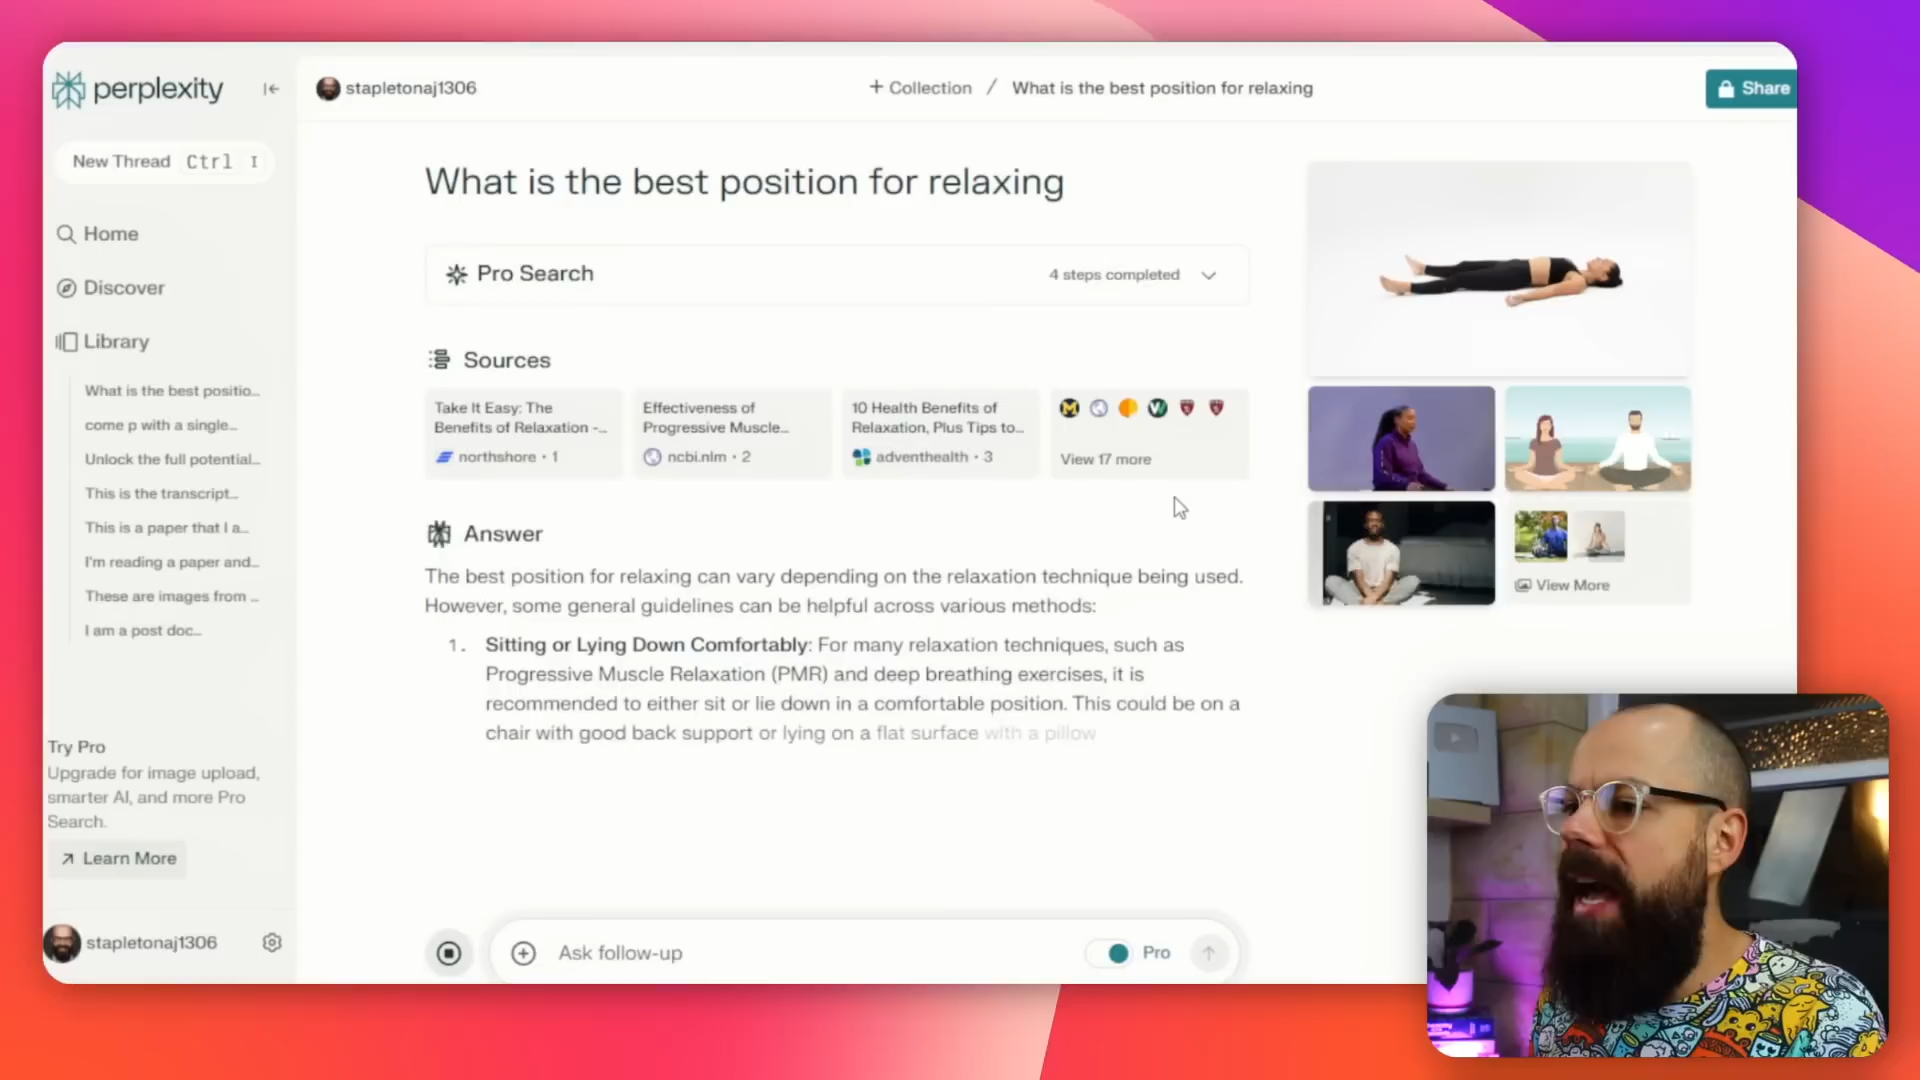 perplexity
New Thread Ctrl I
Home
Discover
Library
What is the best positio...
come p with a single...
Unlock the full potential...
This is the transcript...
This is a paper that I a...
I'm reading a paper and...
These are images from ...
I am a post doc...
Try Pro
Upgrade for image upload,
smarter AI, and more Pro
Search.
Learn More
stapletonaj1306
stapletonaj1306
+ Collection / What is the best position for relaxing
Share
What is the best position for relaxing
Pro Search
4 steps completed
Sources
Take It Easy: The
Benefits of Relaxation -...
northshore • 1
Effectiveness of
Progressive Muscle...
ncbi.nlm • 2
10 Health Benefits of
Relaxation, Plus Tips to...
adventhealth • 3
View 17 more
Answer
The best position for relaxing can vary depending on the relaxation technique being used.
However, some general guidelines can be helpful across various methods:
1. Sitting or Lying Down Comfortably: For many relaxation techniques, such as
Progressive Muscle Relaxation (PMR) and deep breathing exercises, it is
recommended to either sit or lie down in a comfortable position. This could be on a
chair with good back support or lying on a flat surface with a pillow
Ask follow-up
Pro
View More